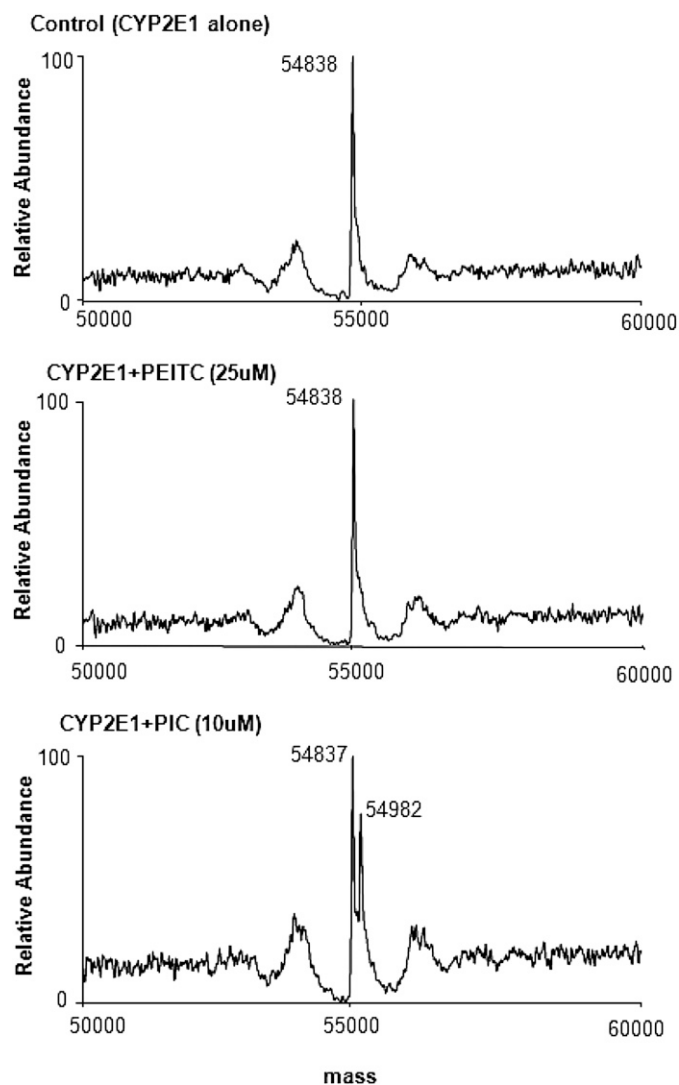 Control (CYP2E1 alone)
100
54838
Relative Abundance
0
50000
55000
60000
CYP2E1+PEITC (25uM)
100
54838
Relative Abundance
0
50000
55000
60000
CYP2E1+PIC (10uM)
100
54837
54982
Relative Abundance
0
50000
55000
60000
mass